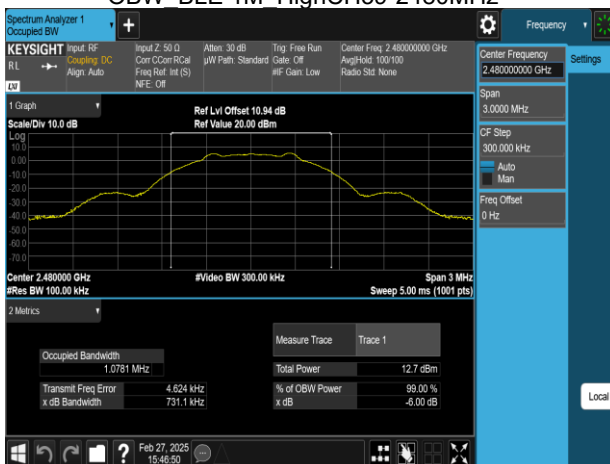 OBW BLE 1M HighCH39 2480MHz
Spectrum Analyzer 1
Occupied BW
+
Frequency
KEYSIGHT
Input: RF
Coupling: DC
Align: Auto
Input Z: 50 Ω
Corr CCorr RCal
Freq Ref: Int (S)
NFE: Off
Atten: 30 dB
µW Path: Standard
Trig: Free Run
Gate: Off
#IF Gain: Low
Center Freq: 2.480000000 GHz
Avg|Hold: 100/100
Radio Std: None
RL
LXI
1 Graph
Scale/Div 10.0 dB
Ref Lvl Offset 10.94 dB
Ref Value 20.00 dBm
Log
10.0
0.00
-10.0
-20.0
-30.0
-40.0
-50.0
-60.0
-70.0
Center 2.480000 GHz
#Res BW 100.00 kHz
#Video BW 300.00 kHz
Span 3 MHz
Sweep 5.00 ms (1001 pts)
2 Metrics
Measure Trace Trace 1
Occupied Bandwidth
1.0781 MHz
Total Power 12.7 dBm
Transmit Freq Error 4.624 kHz
% of OBW Power 99.00 %
x dB Bandwidth 731.1 kHz
x dB -6.00 dB
Center Frequency
2.480000000 GHz
Settings
Span
3.0000 MHz
CF Step
300.000 kHz
Auto
Man
Freq Offset
0 Hz
Local
?
Feb 27, 2025
15:46:50